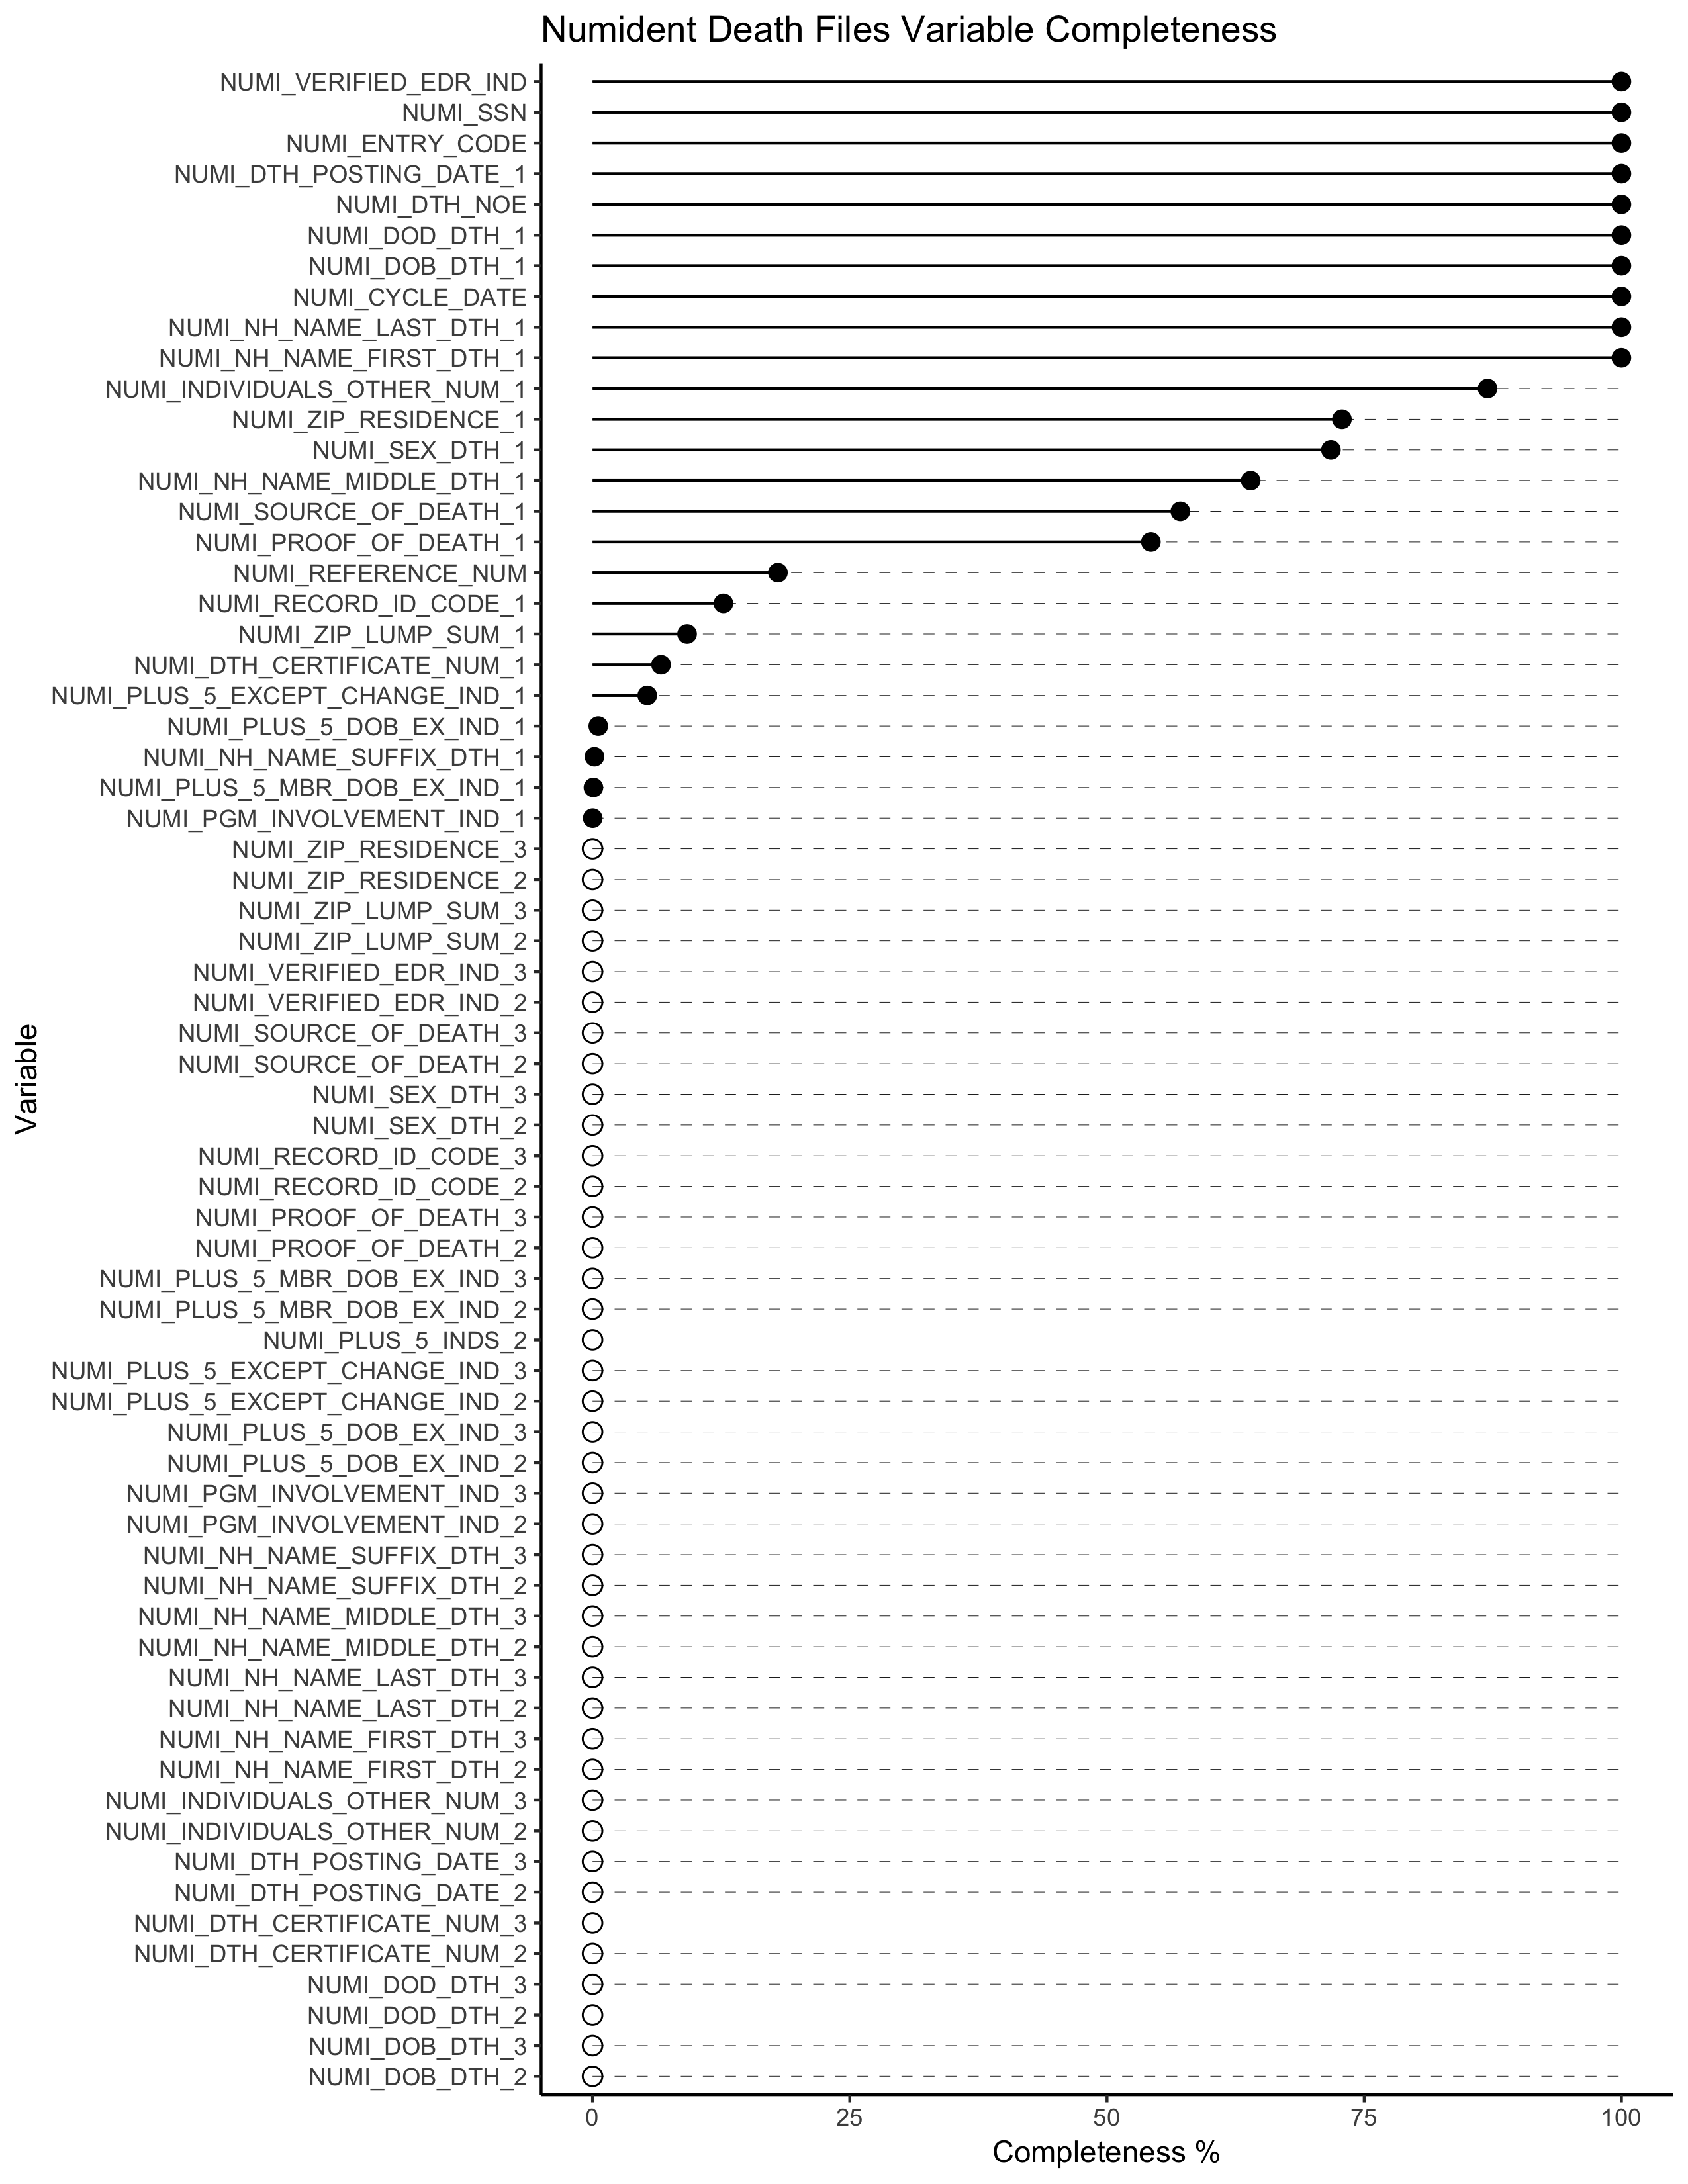 Numident Death Files Variable Completeness
NUMI_VERIFIED_EDR_IND
NUMI_SSN
NUMI_ENTRY_CODE
NUMI_DTH_POSTING_DATE_1
NUMI_DTH_NOE
NUMI_DOD_DTH_1
NUMI_DOB_DTH_1
NUMI_CYCLE_DATE
NUMI_NH_NAME_LAST_DTH_1
NUMI_NH_NAME_FIRST_DTH_1
NUMI_INDIVIDUALS_OTHER_NUM_1
NUMI_ZIP_RESIDENCE_1
NUMI_SEX_DTH_1
NUMI_NH_NAME_MIDDLE_DTH_1
NUMI_SOURCE_OF_DEATH_1
NUMI_PROOF_OF_DEATH_1
NUMI_REFERENCE_NUM
NUMI_RECORD_ID_CODE_1
NUMI_ZIP_LUMP_SUM_1
NUMI_DTH_CERTIFICATE_NUM_1
NUMI_PLUS_5_EXCEPT_CHANGE_IND_1
NUMI_PLUS_5_DOB_EX_IND_1
NUMI_NH_NAME_SUFFIX_DTH_1
NUMI_PLUS_5_MBR_DOB_EX_IND_1
NUMI_PGM_INVOLVEMENT_IND_1
NUMI_ZIP_RESIDENCE_3
NUMI_ZIP_RESIDENCE_2
NUMI_ZIP_LUMP_SUM_3
NUMI_ZIP_LUMP_SUM_2
NUMI_VERIFIED_EDR_IND_3
NUMI_VERIFIED_EDR_IND_2
NUMI_SOURCE_OF_DEATH_3
NUMI_SOURCE_OF_DEATH_2
NUMI_SEX_DTH_3
NUMI_SEX_DTH_2
NUMI_RECORD_ID_CODE_3
NUMI_RECORD_ID_CODE_2
NUMI_PROOF_OF_DEATH_3
NUMI_PROOF_OF_DEATH_2
NUMI_PLUS_5_MBR_DOB_EX_IND_3
NUMI_PLUS_5_MBR_DOB_EX_IND_2
NUMI_PLUS_5_INDS_2
NUMI_PLUS_5_EXCEPT_CHANGE_IND_3
NUMI_PLUS_5_EXCEPT_CHANGE_IND_2
NUMI_PLUS_5_DOB_EX_IND_3
NUMI_PLUS_5_DOB_EX_IND_2
NUMI_PGM_INVOLVEMENT_IND_3
NUMI_PGM_INVOLVEMENT_IND_2
NUMI_NH_NAME_SUFFIX_DTH_3
NUMI_NH_NAME_SUFFIX_DTH_2
NUMI_NH_NAME_MIDDLE_DTH_3
NUMI_NH_NAME_MIDDLE_DTH_2
NUMI_NH_NAME_LAST_DTH_3
NUMI_NH_NAME_LAST_DTH_2
NUMI_NH_NAME_FIRST_DTH_3
NUMI_NH_NAME_FIRST_DTH_2
NUMI_INDIVIDUALS_OTHER_NUM_3
NUMI_INDIVIDUALS_OTHER_NUM_2
NUMI_DTH_POSTING_DATE_3
NUMI_DTH_POSTING_DATE_2
NUMI_DTH_CERTIFICATE_NUM_3
NUMI_DTH_CERTIFICATE_NUM_2
NUMI_DOD_DTH_3
NUMI_DOD_DTH_2
NUMI_DOB_DTH_3
NUMI_DOB_DTH_2
Variable
0 25 50 75 100
Completeness %